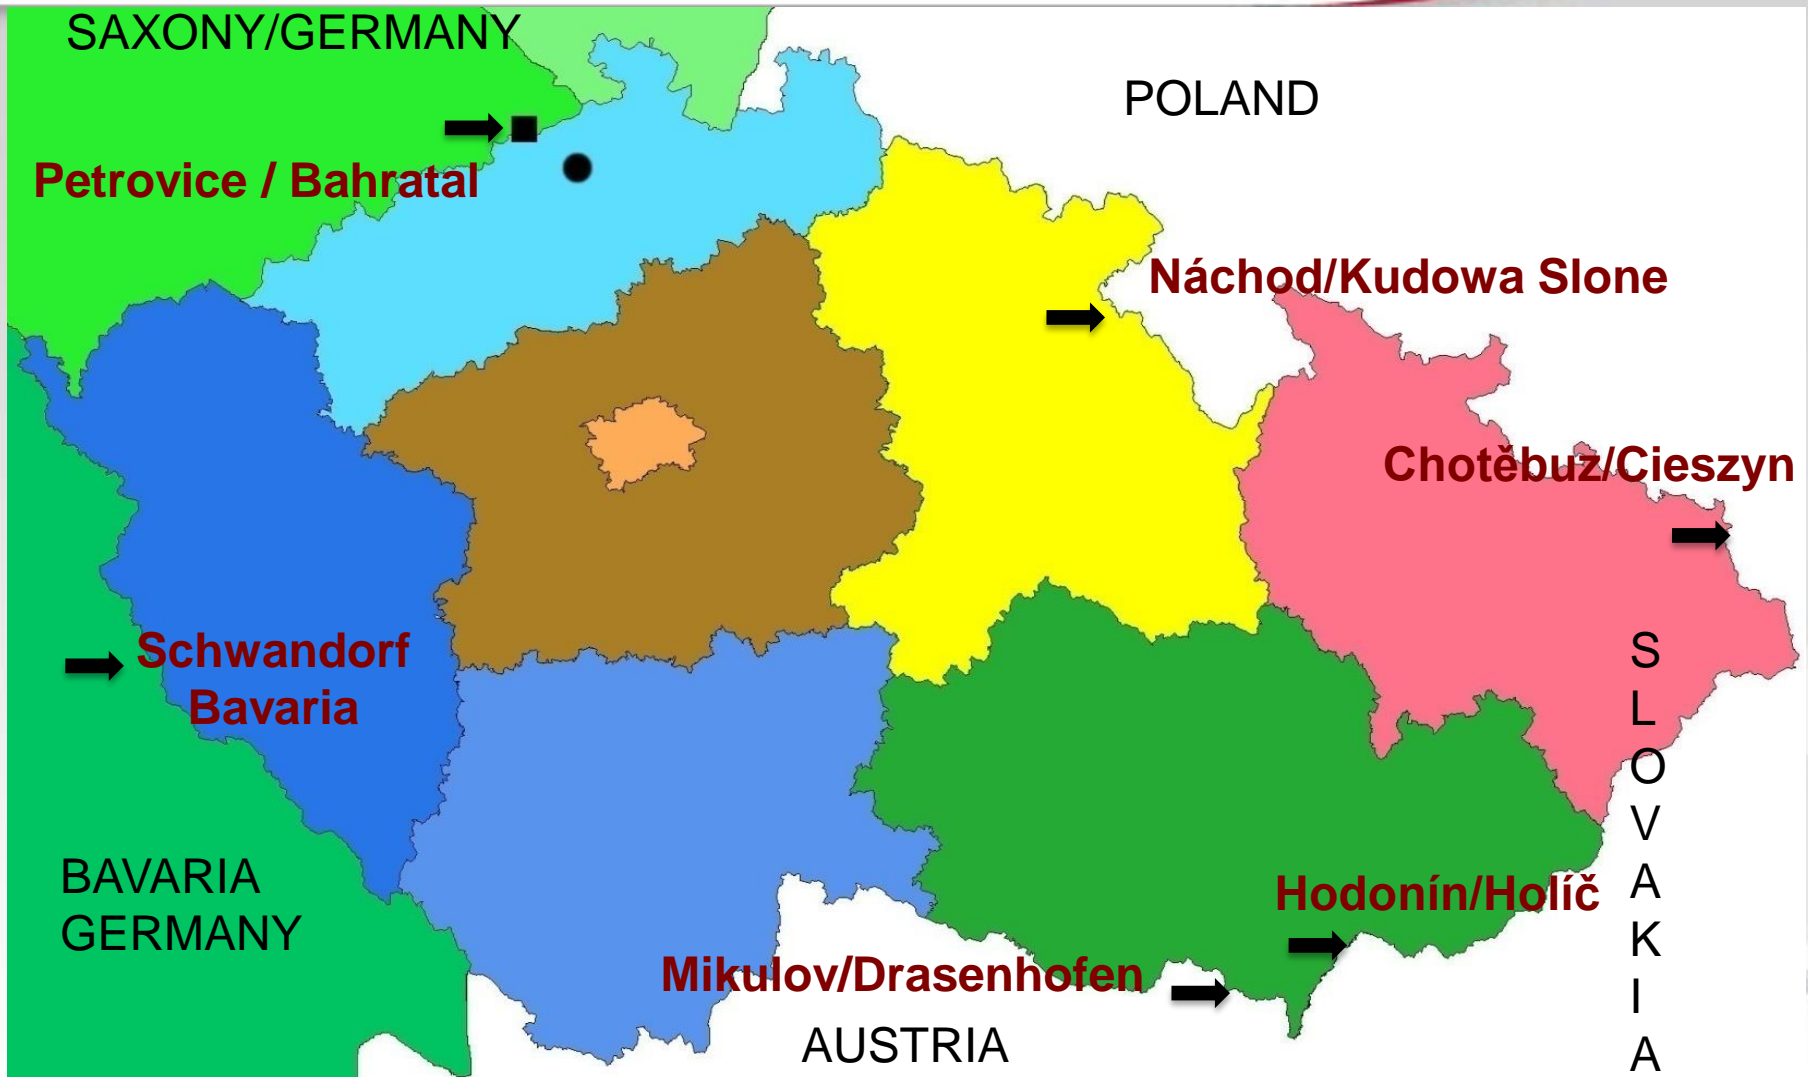 SAXONY/GERMANY
POLAND
Petrovice / Bahratal
Náchod/Kudowa Slone
Chotěbuz/Cieszyn
Schwandorf
Bavaria
S
L
O
V
A
K
I
A
BAVARIA
GERMANY
Hodonín/Holíč
Mikulov/Drasenhofen
AUSTRIA